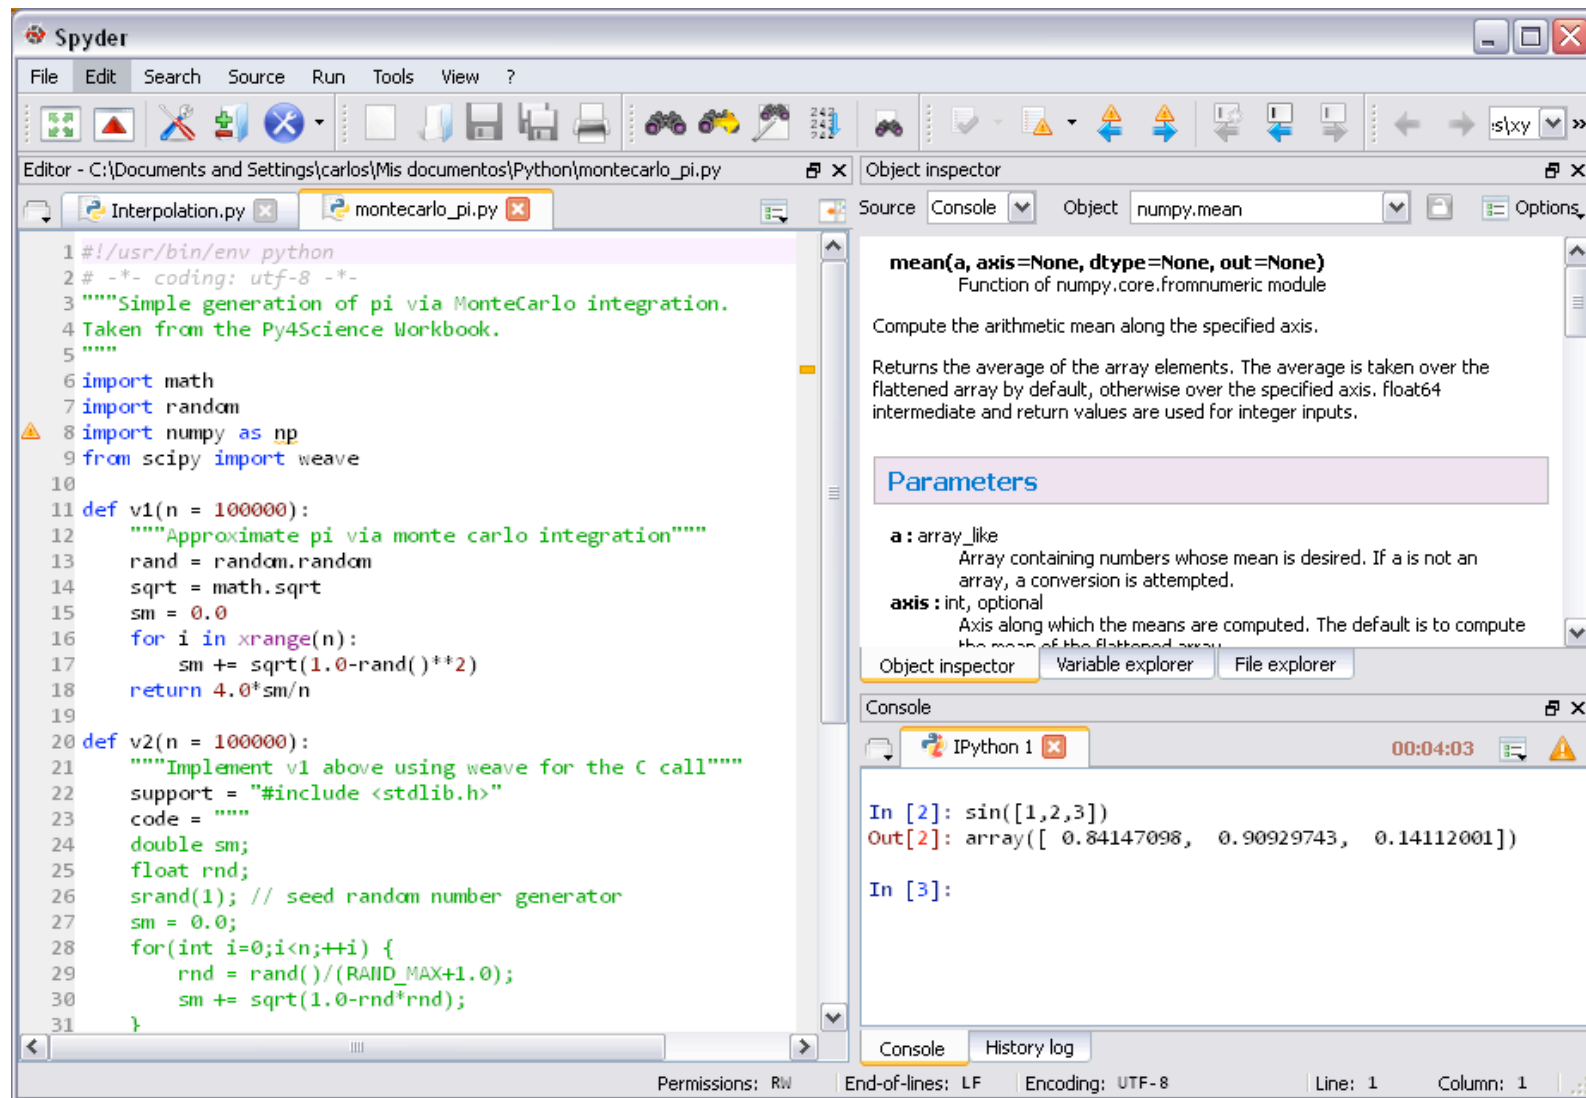 Spyder
File Edit Search Source Run Tools View ?
s\xy
Editor - C:\Documents and Settings\carlos\Mis documentos\Python\montecarlo_pi.py
Interpolation.py montecarlo_pi.py
1 #!/usr/bin/env python
2 # -*- coding: utf-8 -*-
3 """Simple generation of pi via MonteCarlo integration.
4 Taken from the Py4Science Workbook.
5 """
6 import math
7 import random
8 import numpy as np
9 from scipy import weave
10
11 def v1(n = 100000):
12     """Approximate pi via monte carlo integration"""
13     rand = random.random
14     sqrt = math.sqrt
15     sm = 0.0
16     for i in xrange(n):
17         sm += sqrt(1.0-rand()**2)
18     return 4.0*sm/n
19
20 def v2(n = 100000):
21     """Implement v1 above using weave for the C call"""
22     support = "#include <stdlib.h>"
23     code = """
24     double sm;
25     float rnd;
26     srand(1); // seed random number generator
27     sm = 0.0;
28     for(int i=0;i<n;++i) {
29         rnd = rand()/(RAND_MAX+1.0);
30         sm += sqrt(1.0-rnd*rnd);
31     }
Object inspector
Source Console Object numpy.mean Options
mean(a, axis=None, dtype=None, out=None)
Function of numpy.core.fromnumeric module
Compute the arithmetic mean along the specified axis.
Returns the average of the array elements. The average is taken over the
flattened array by default, otherwise over the specified axis. float64
intermediate and return values are used for integer inputs.
Parameters
a : array_like
Array containing numbers whose mean is desired. If a is not an
array, a conversion is attempted.
axis : int, optional
Axis along which the means are computed. The default is to compute
the mean of the flattened array
Object inspector Variable explorer File explorer
Console
IPython 1 00:04:03
In [2]: sin([1,2,3])
Out[2]: array([ 0.84147098,  0.90929743,  0.14112001])
In [3]:
Console History log
Permissions: RW End-of-lines: LF Encoding: UTF-8 Line: 1 Column: 1